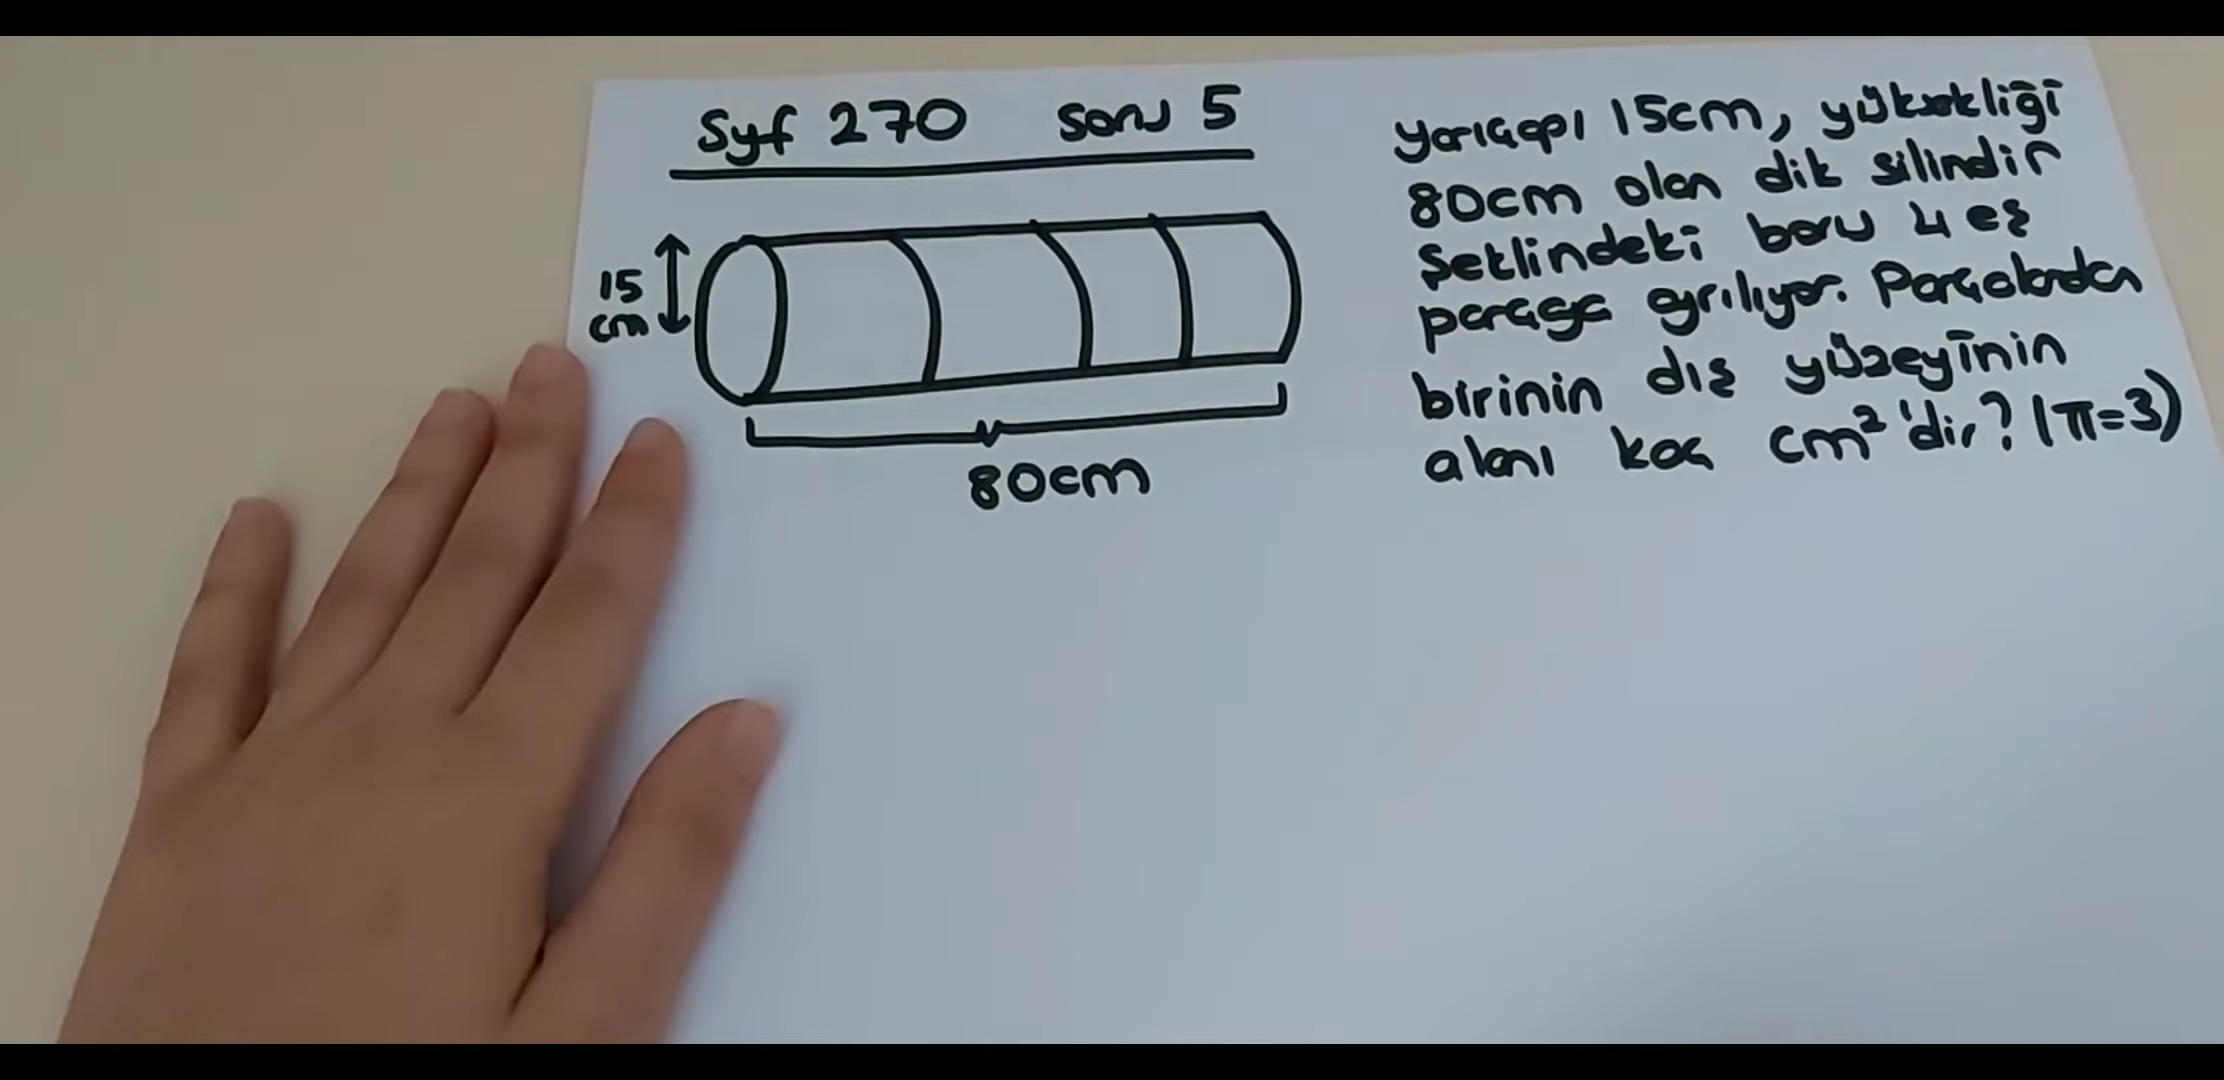 Syf 270 Soru 5
15
cm
80cm
Yarıçapı 15cm, yüksekliği
80cm olan dik silindir
Şeklindeki boru 4 eş
parçaya ayrılıyor. Parçalardan
birinin dış yüzeyinin
alanı kaç cm² 'dir? (π=3)